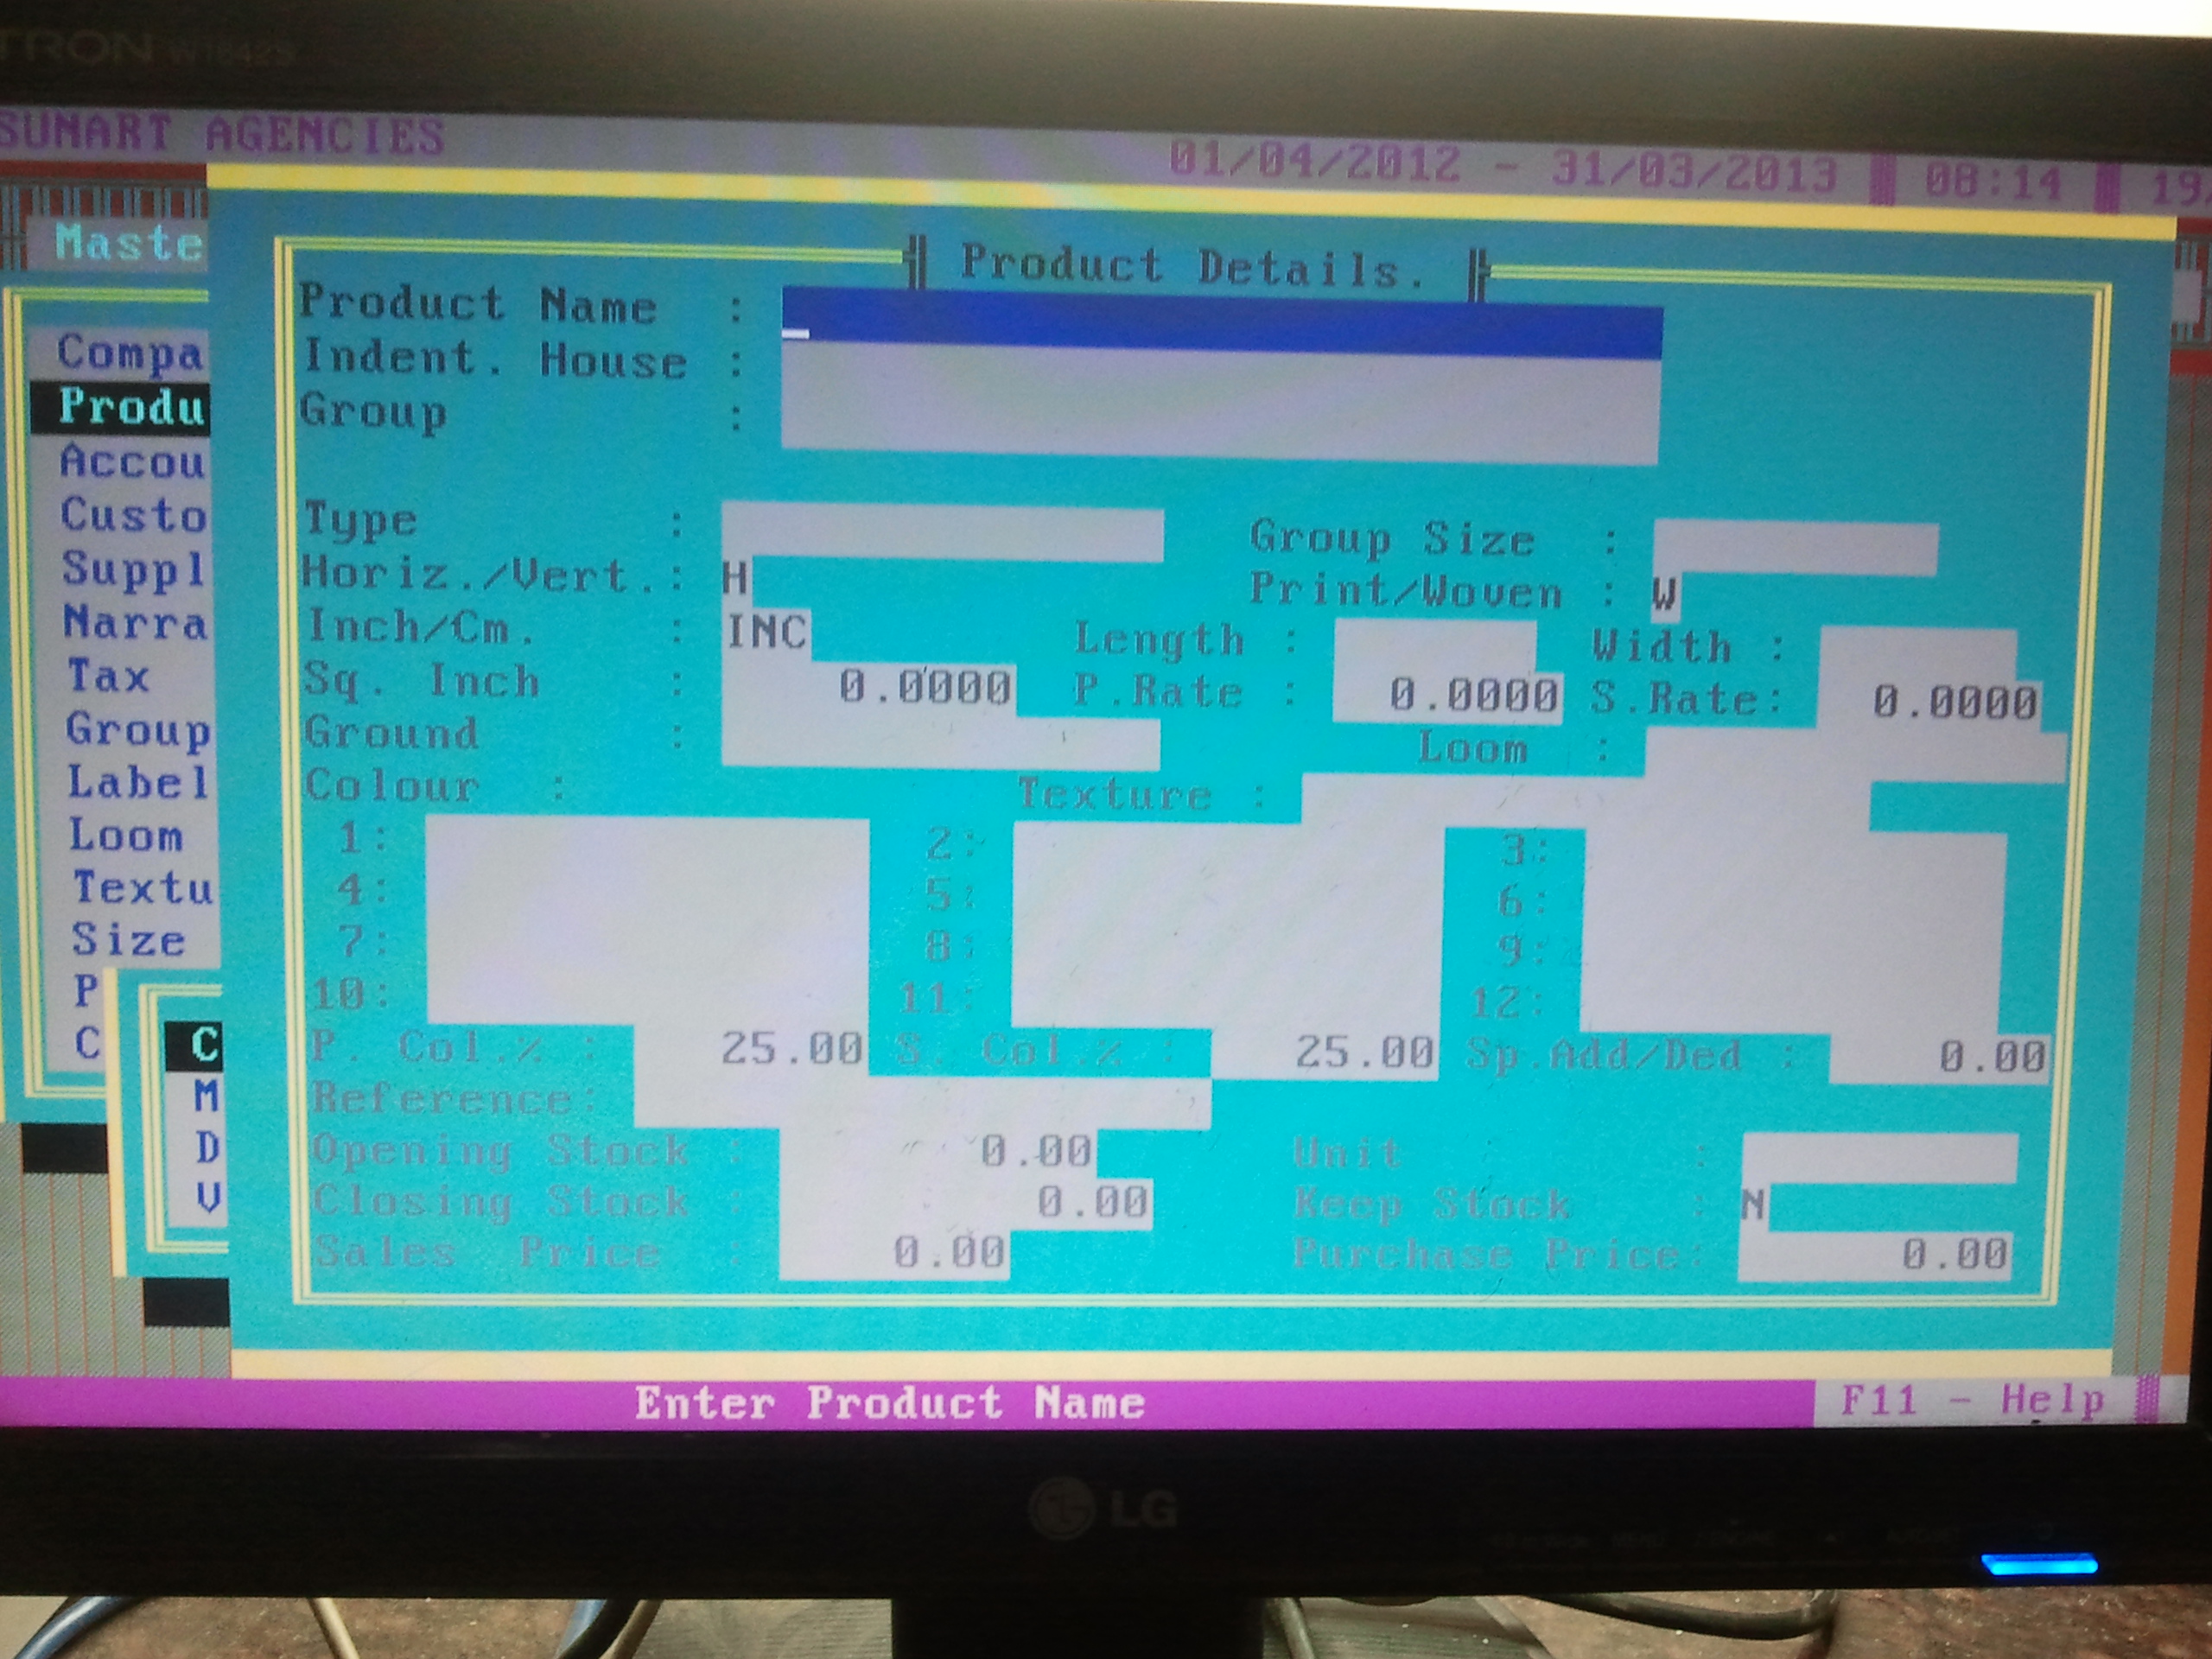 TRON W1642S
SUNART AGENCIES 01/04/2012 - 31/03/2013 08:14 19
Maste
Compa
Produ
Accou
Custo
Suppl
Narra
Tax
Group
Label
Loom
Textu
Size
P
C
C
M
D
V
Product Details.
Product Name :
Indent. House :
Group :
Type : Group Size :
Horiz./Vert.: H Print/Woven : W
Inch/Cm. : INC Length : Width :
Sq. Inch : 0.0000 P.Rate : 0.0000 S.Rate: 0.0000
Ground : Loom :
Colour : Texture :
1: 2: 3:
4: 5: 6:
7: 8: 9:
10: 11: 12:
P. Col.% : 25.00 S. Col.% : 25.00 Sp.Add/Ded : 0.00
Reference:
Opening Stock : 0.00 Unit :
Closing Stock : 0.00 Keep Stock : N
Sales Price : 0.00 Purchase Price: 0.00
Enter Product Name F11 - Help
LG